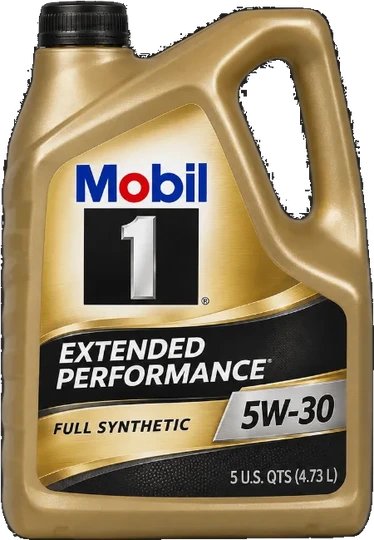 Mobil
1®
EXTENDED
PERFORMANCE®
FULL SYNTHETIC
5W-30
5 U.S. QTS (4.73 L)